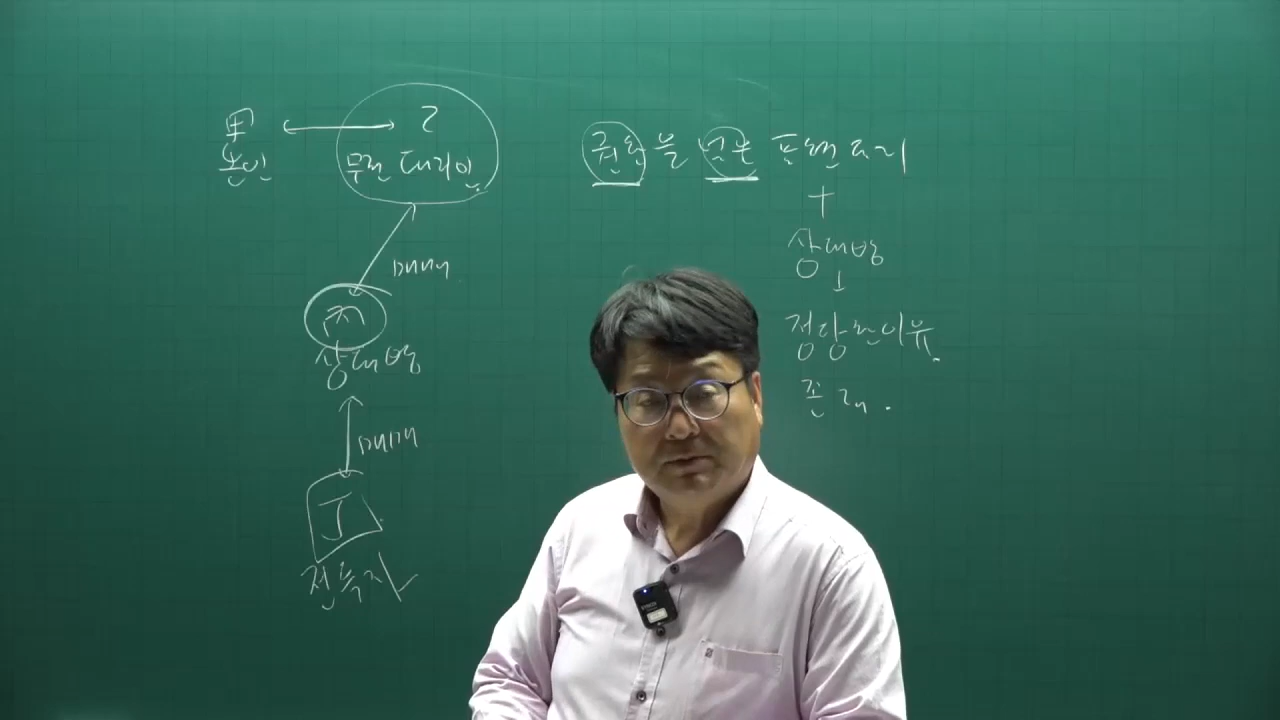 甲 乙
본인 무권 대리인
매매
丙
상대방
매매
丁
전득자
권한을 넘은 표현대리
+
상대방
↓
정당한이유
존재.